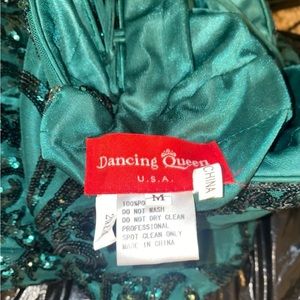 Dancing Queen
U.S.A.
M
CHINA
100%PO
DO NOT WASH
DO NOT DRY CLEAN
PROFESSIONAL
SPOT CLEAN ONLY
MADE IN CHINA